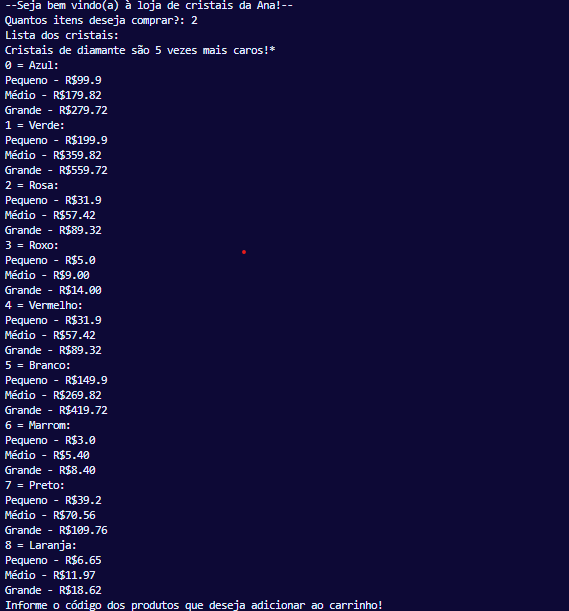 --Seja bem vindo(a) à loja de cristais da Ana!--
Quantos itens deseja comprar?: 2
Lista dos cristais:
Cristais de diamante são 5 vezes mais caros!*
0 = Azul:
Pequeno - R$99.9
Médio - R$179.82
Grande - R$279.72
1 = Verde:
Pequeno - R$199.9
Médio - R$359.82
Grande - R$559.72
2 = Rosa:
Pequeno - R$31.9
Médio - R$57.42
Grande - R$89.32
3 = Roxo:
Pequeno - R$5.0
Médio - R$9.00
Grande - R$14.00
4 = Vermelho:
Pequeno - R$31.9
Médio - R$57.42
Grande - R$89.32
5 = Branco:
Pequeno - R$149.9
Médio - R$269.82
Grande - R$419.72
6 = Marrom:
Pequeno - R$3.0
Médio - R$5.40
Grande - R$8.40
7 = Preto:
Pequeno - R$39.2
Médio - R$70.56
Grande - R$109.76
8 = Laranja:
Pequeno - R$6.65
Médio - R$11.97
Grande - R$18.62
Informe o código dos produtos que deseja adicionar ao carrinho!